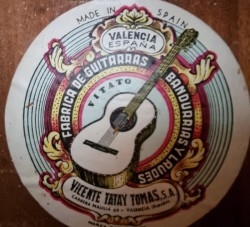 MADE IN SPAIN
VALENCIA
ESPAÑA
FABRICA DE GUITARRAS
BANDURRIAS Y LAUDES
VICENTE TATAY TOMAS, S.A.